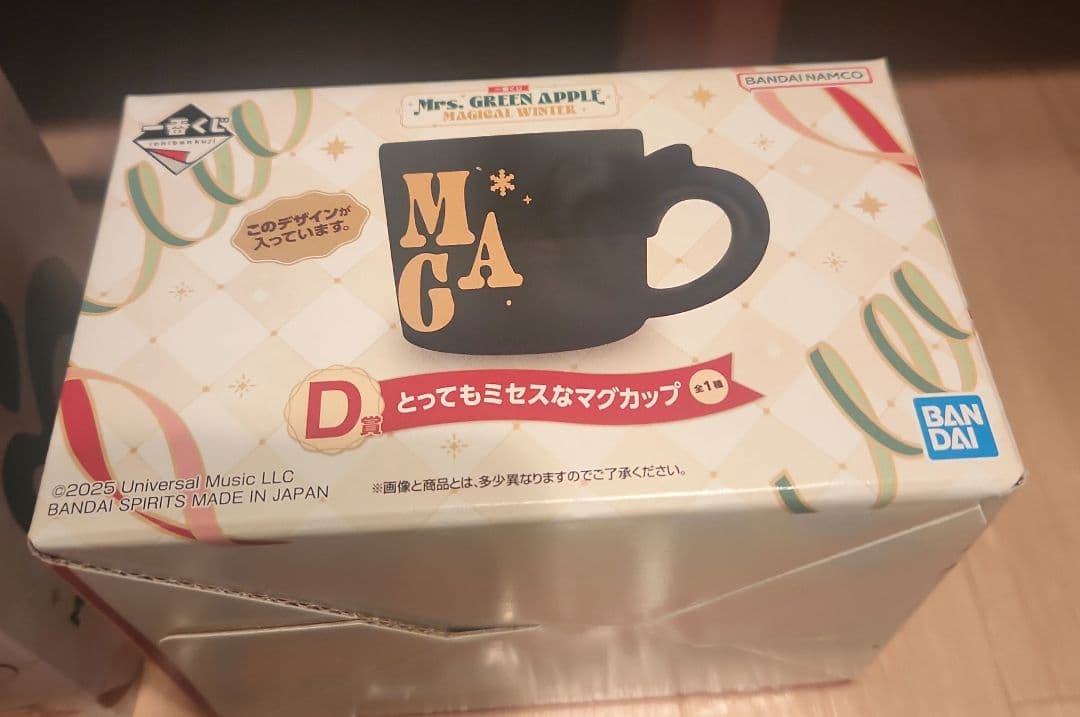 一番くじ
Mrs. GREEN APPLE
MAGICAL WINTER
BANDAI NAMCO
一番くじ
ichibankuji
このデザインが
入っています。
MA
G
D賞 とってもミセスなマグカップ 全1種
BAN
DAI
©2025 Universal Music LLC
BANDAI SPIRITS MADE IN JAPAN
※画像と商品とは、多少異なりますのでご了承ください。